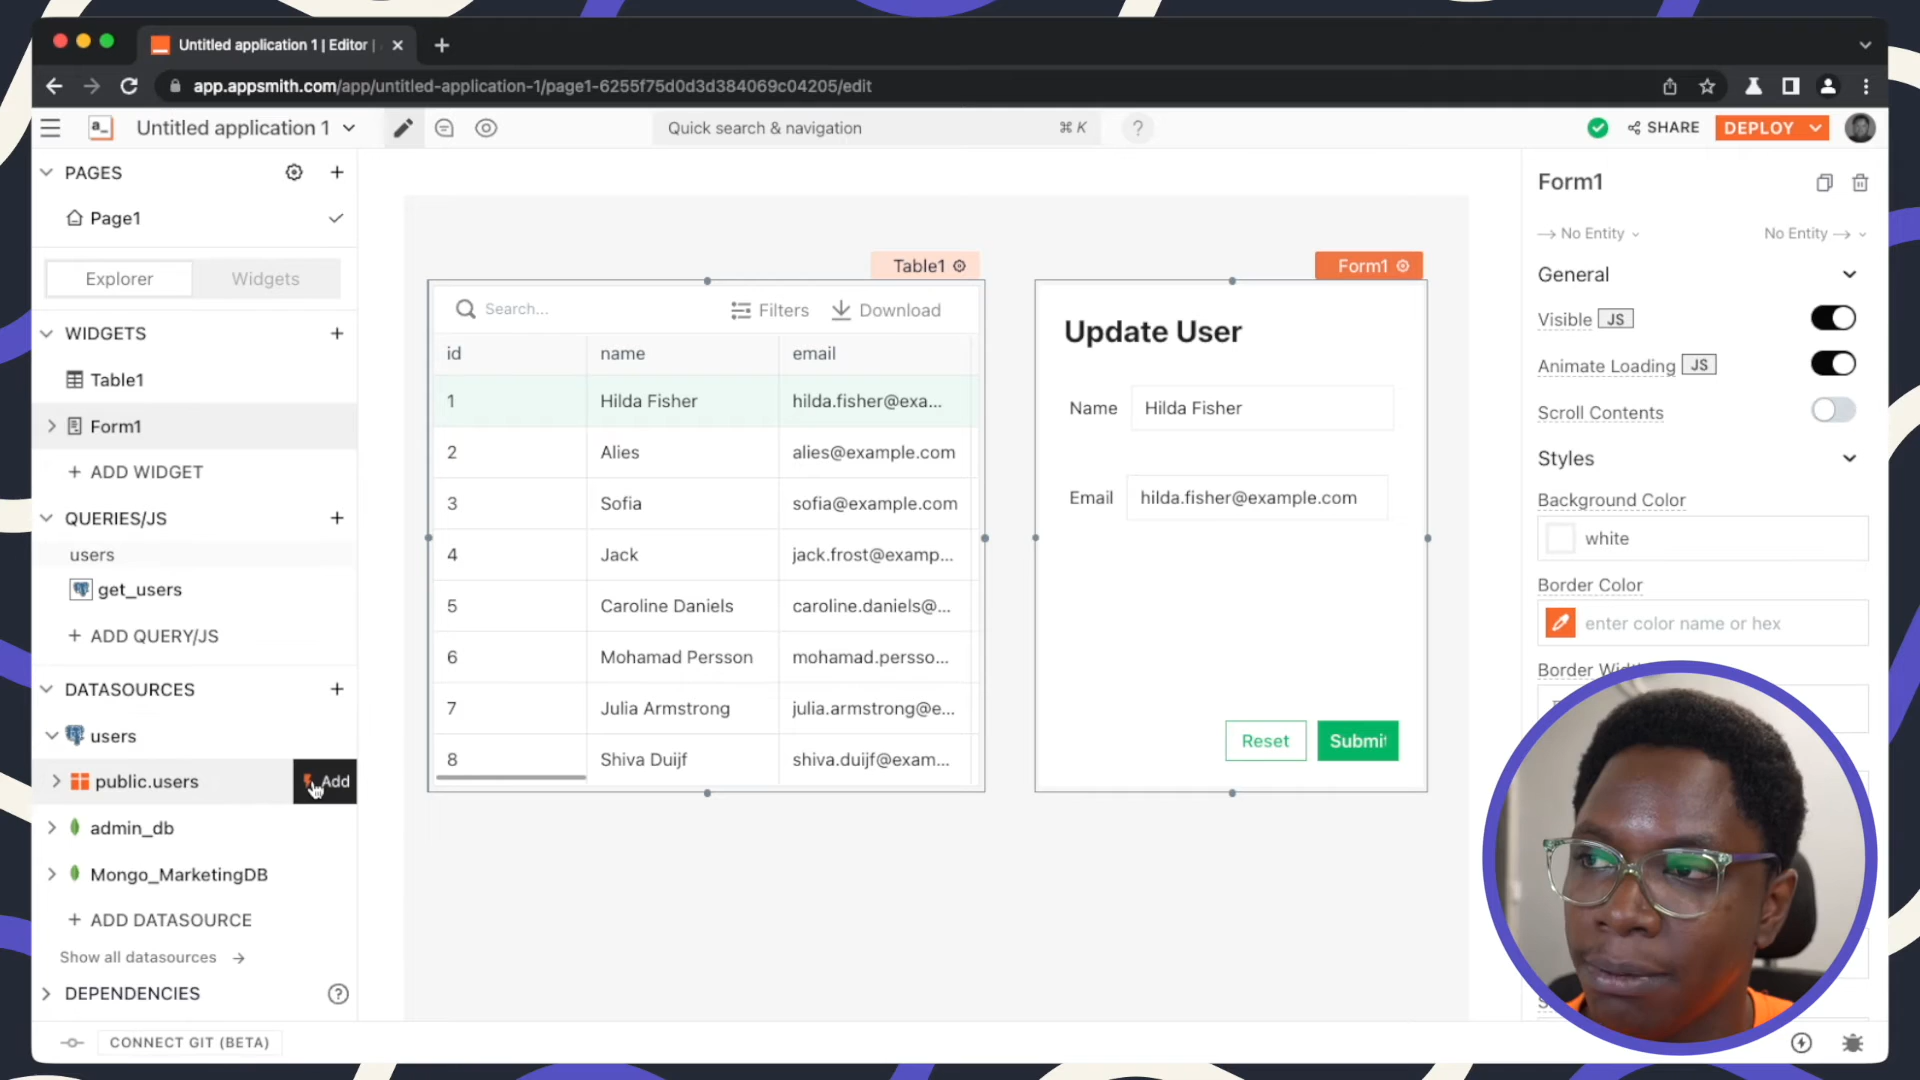 Untitled application 1 | Editor |
app.appsmith.com/app/untitled-application-1/page1-6255f75d0d3d384069c04205/edit
a_
Untitled application 1
Quick search & navigation
⌘ K
?
SHARE
DEPLOY
PAGES
Page1
Explorer
Widgets
WIDGETS
Table1
Form1
+ ADD WIDGET
QUERIES/JS
users
get_users
+ ADD QUERY/JS
DATASOURCES
users
public.users
Add
admin_db
Mongo_MarketingDB
+ ADD DATASOURCE
Show all datasources →
DEPENDENCIES
?
CONNECT GIT (BETA)
Table1
Search...
Filters
Download
id name email
1 Hilda Fisher hilda.fisher@exa...
2 Alies alies@example.com
3 Sofia sofia@example.com
4 Jack jack.frost@examp...
5 Caroline Daniels caroline.daniels@...
6 Mohamad Persson mohamad.persso...
7 Julia Armstrong julia.armstrong@e...
8 Shiva Duijf shiva.duijf@exam...
Form1
Update User
Name Hilda Fisher
Email hilda.fisher@example.com
Reset
Submit
Form1
→ No Entity
No Entity →
General
Visible JS
Animate Loading JS
Scroll Contents
Styles
Background Color
white
Border Color
enter color name or hex
Border